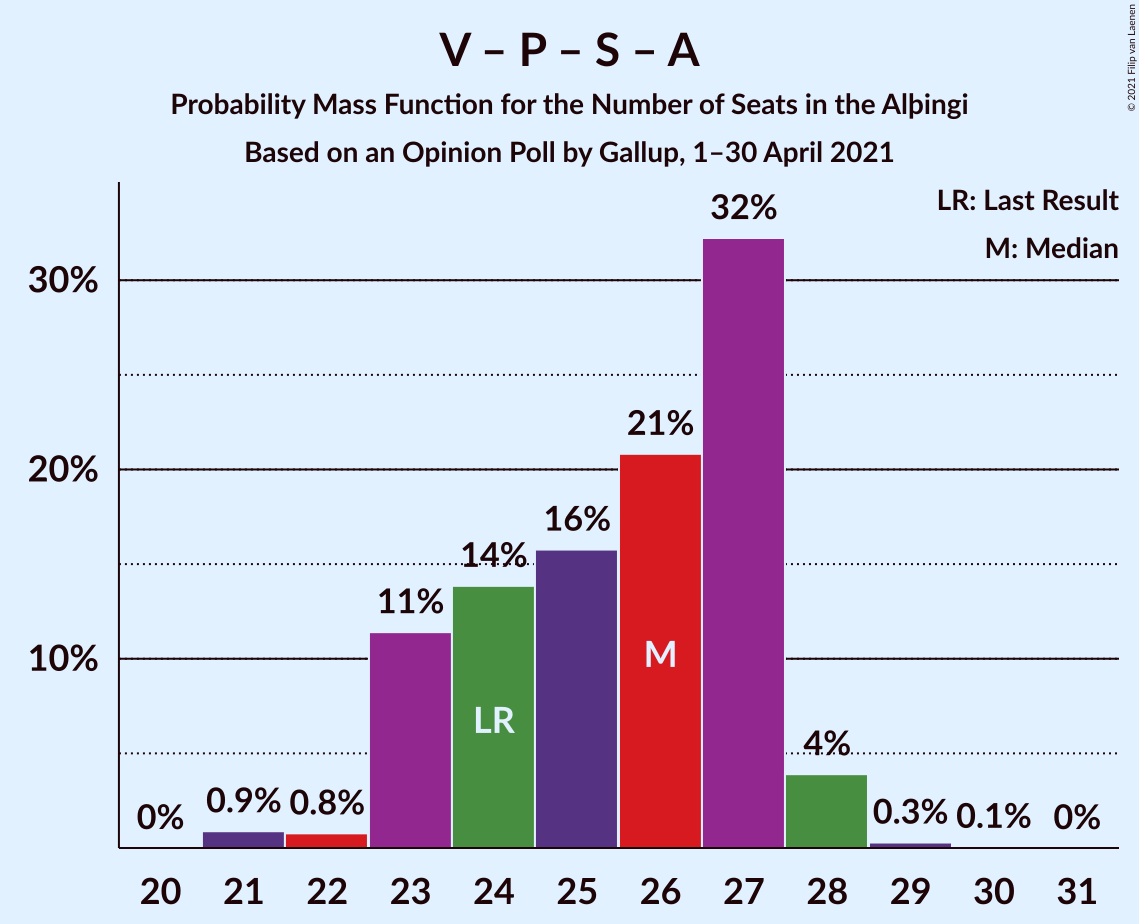 V – P – S – A
Probability Mass Function for the Number of Seats in the Alþingi
Based on an Opinion Poll by Gallup, 1–30 April 2021
© 2021 Filip van Laenen
LR: Last Result
M: Median
30%
20%
10%
0%
0.9%
0.8%
11%
14%
16%
21%
32%
4%
0.3%
0.1%
0%
LR
M
20 21 22 23 24 25 26 27 28 29 30 31